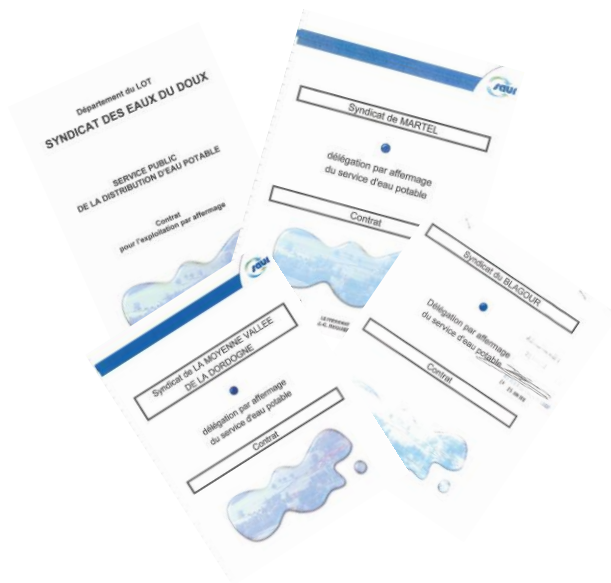 Département du LOT
SYNDICAT DES EAUX DU DOUX
SERVICE PUBLIC
DE LA DISTRIBUTION D'EAU POTABLE
Contrat
pour l'exploitation par affermage
saur
Syndicat de MARTEL
délégation par affermage
du service d'eau potable
Contrat
Syndicat du BLAGOUR
Délégation par affermage
du service d'eau potable
Contrat
saur
Syndicat de LA MOYENNE VALLEE
DE LA DORDOGNE
délégation par affermage
du service d'eau potable
Contrat